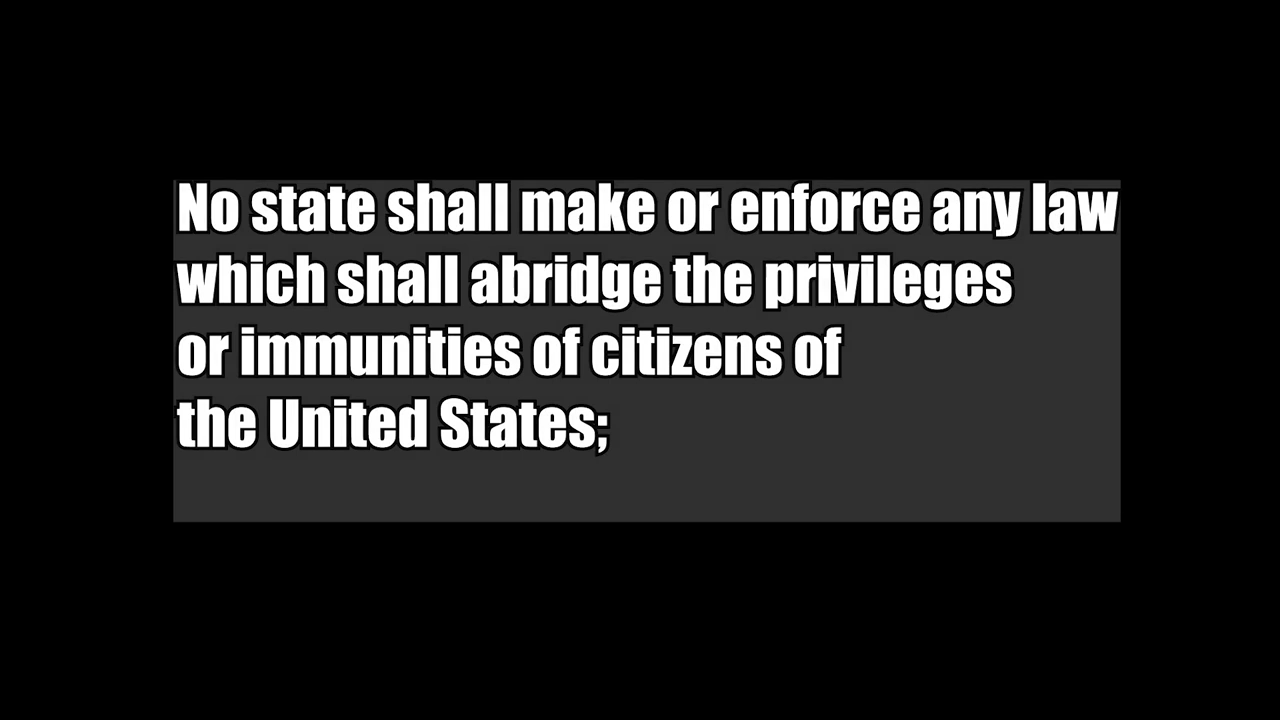 No state shall make or enforce any law
which shall abridge the privileges
or immunities of citizens of
the United States;